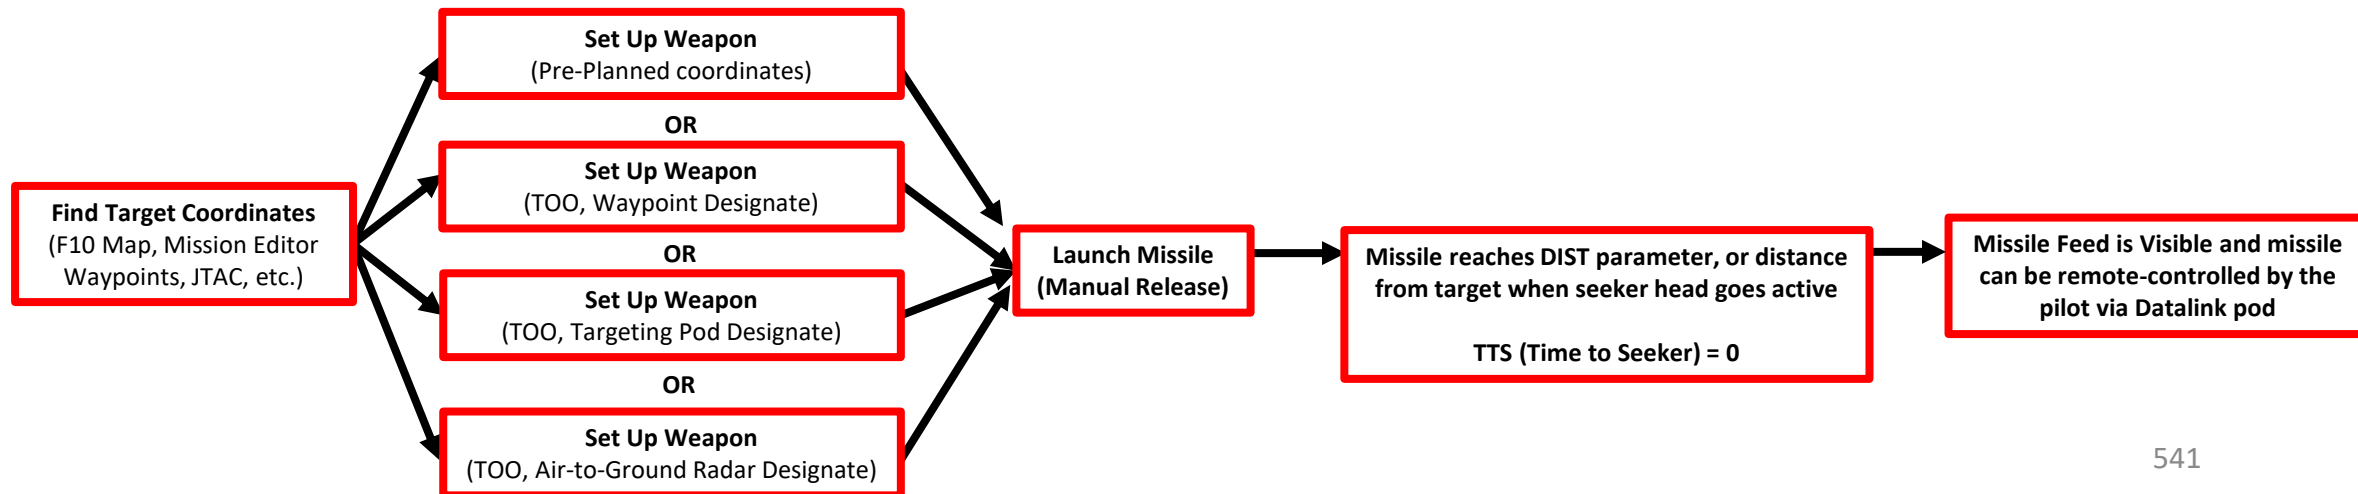 Find Target Coordinates
(F10 Map, Mission Editor
Waypoints, JTAC, etc.)
Set Up Weapon
(Pre-Planned coordinates)
OR
Set Up Weapon
(TOO, Waypoint Designate)
OR
Set Up Weapon
(TOO, Targeting Pod Designate)
OR
Set Up Weapon
(TOO, Air-to-Ground Radar Designate)
Launch Missile
(Manual Release)
Missile reaches DIST parameter, or distance
from target when seeker head goes active
TTS (Time to Seeker) = 0
Missile Feed is Visible and missile
can be remote-controlled by the
pilot via Datalink pod
541